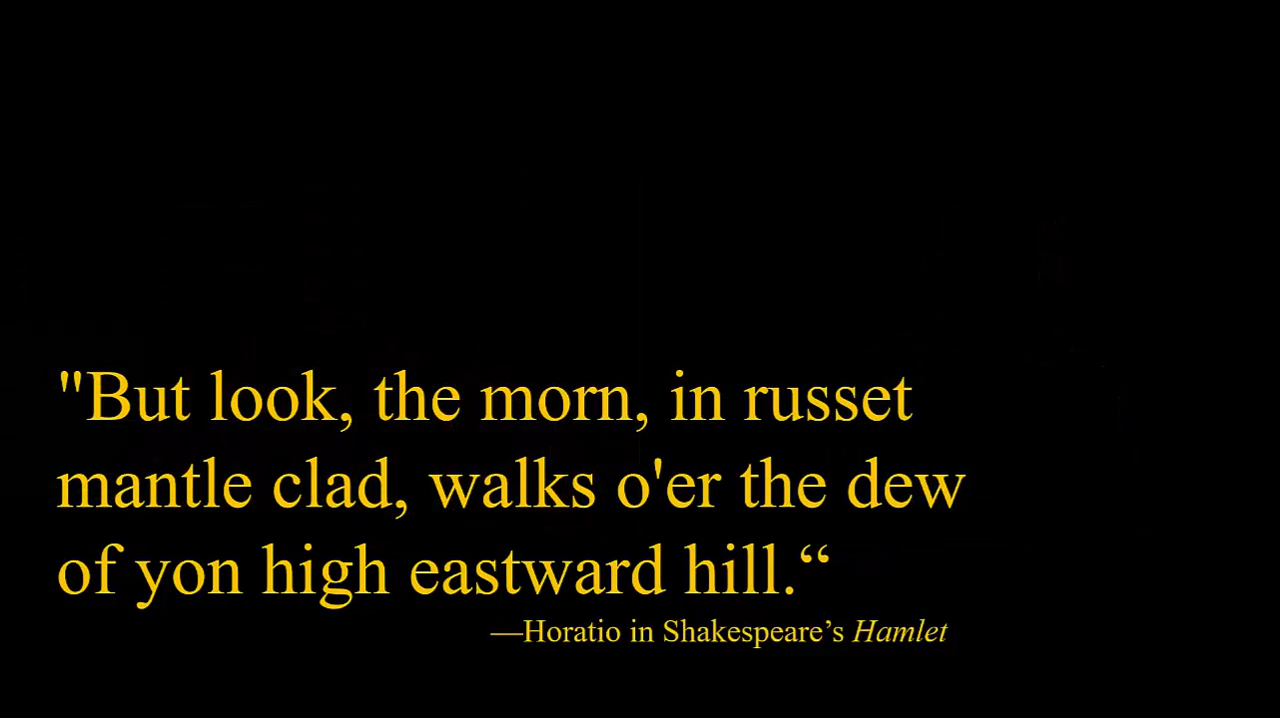 "But look, the morn, in russet
mantle clad, walks o'er the dew
of yon high eastward hill.“
—Horatio in Shakespeare’s Hamlet